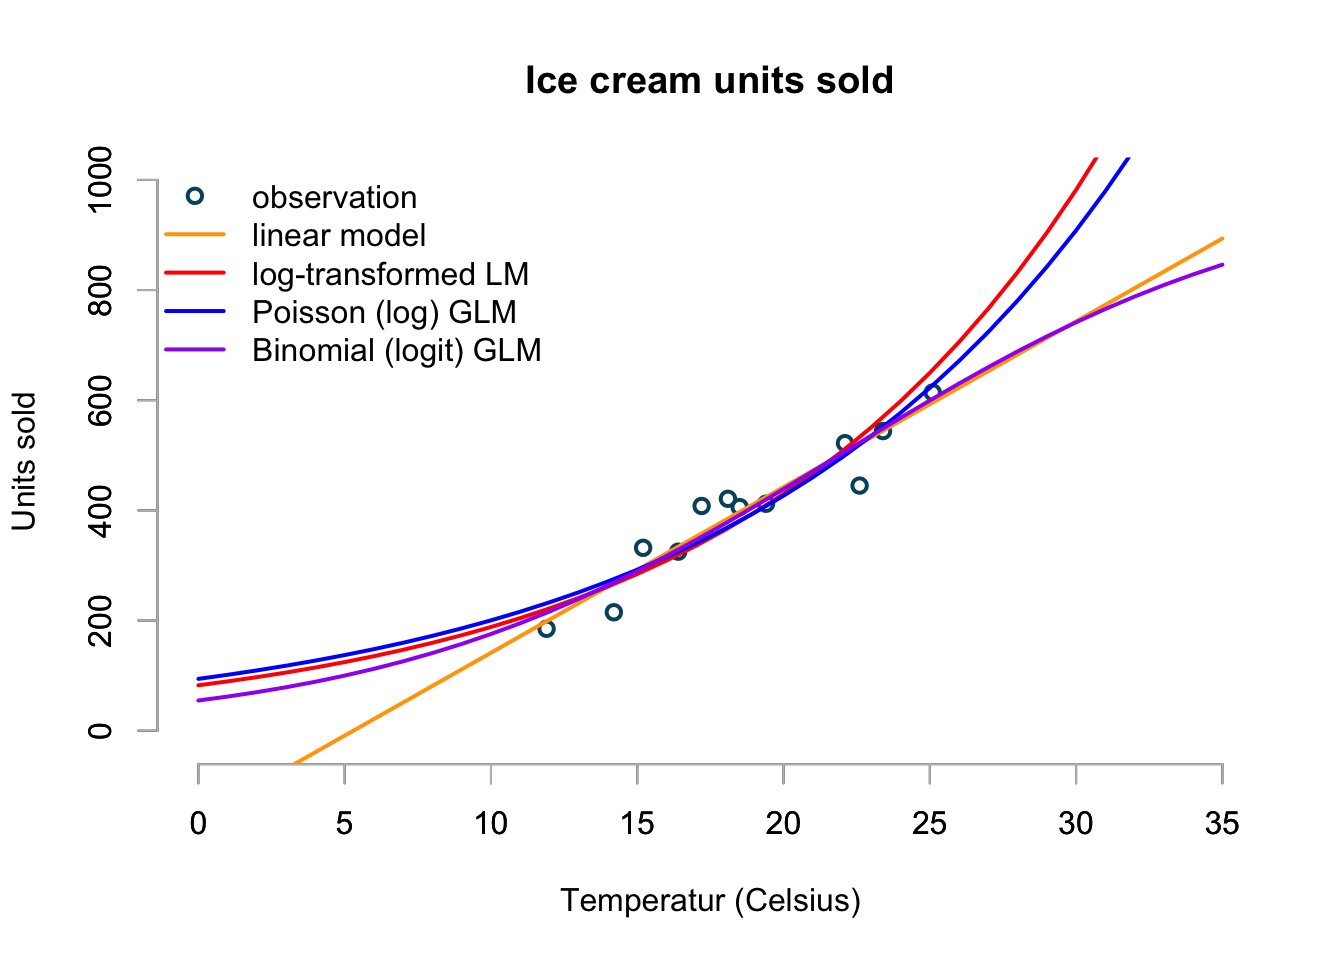 Ice cream units sold
observation
linear model
log-transformed LM
Poisson (log) GLM
Binomial (logit) GLM
Units sold
1000
800
600
400
200
0
0 5 10 15 20 25 30 35
Temperatur (Celsius)